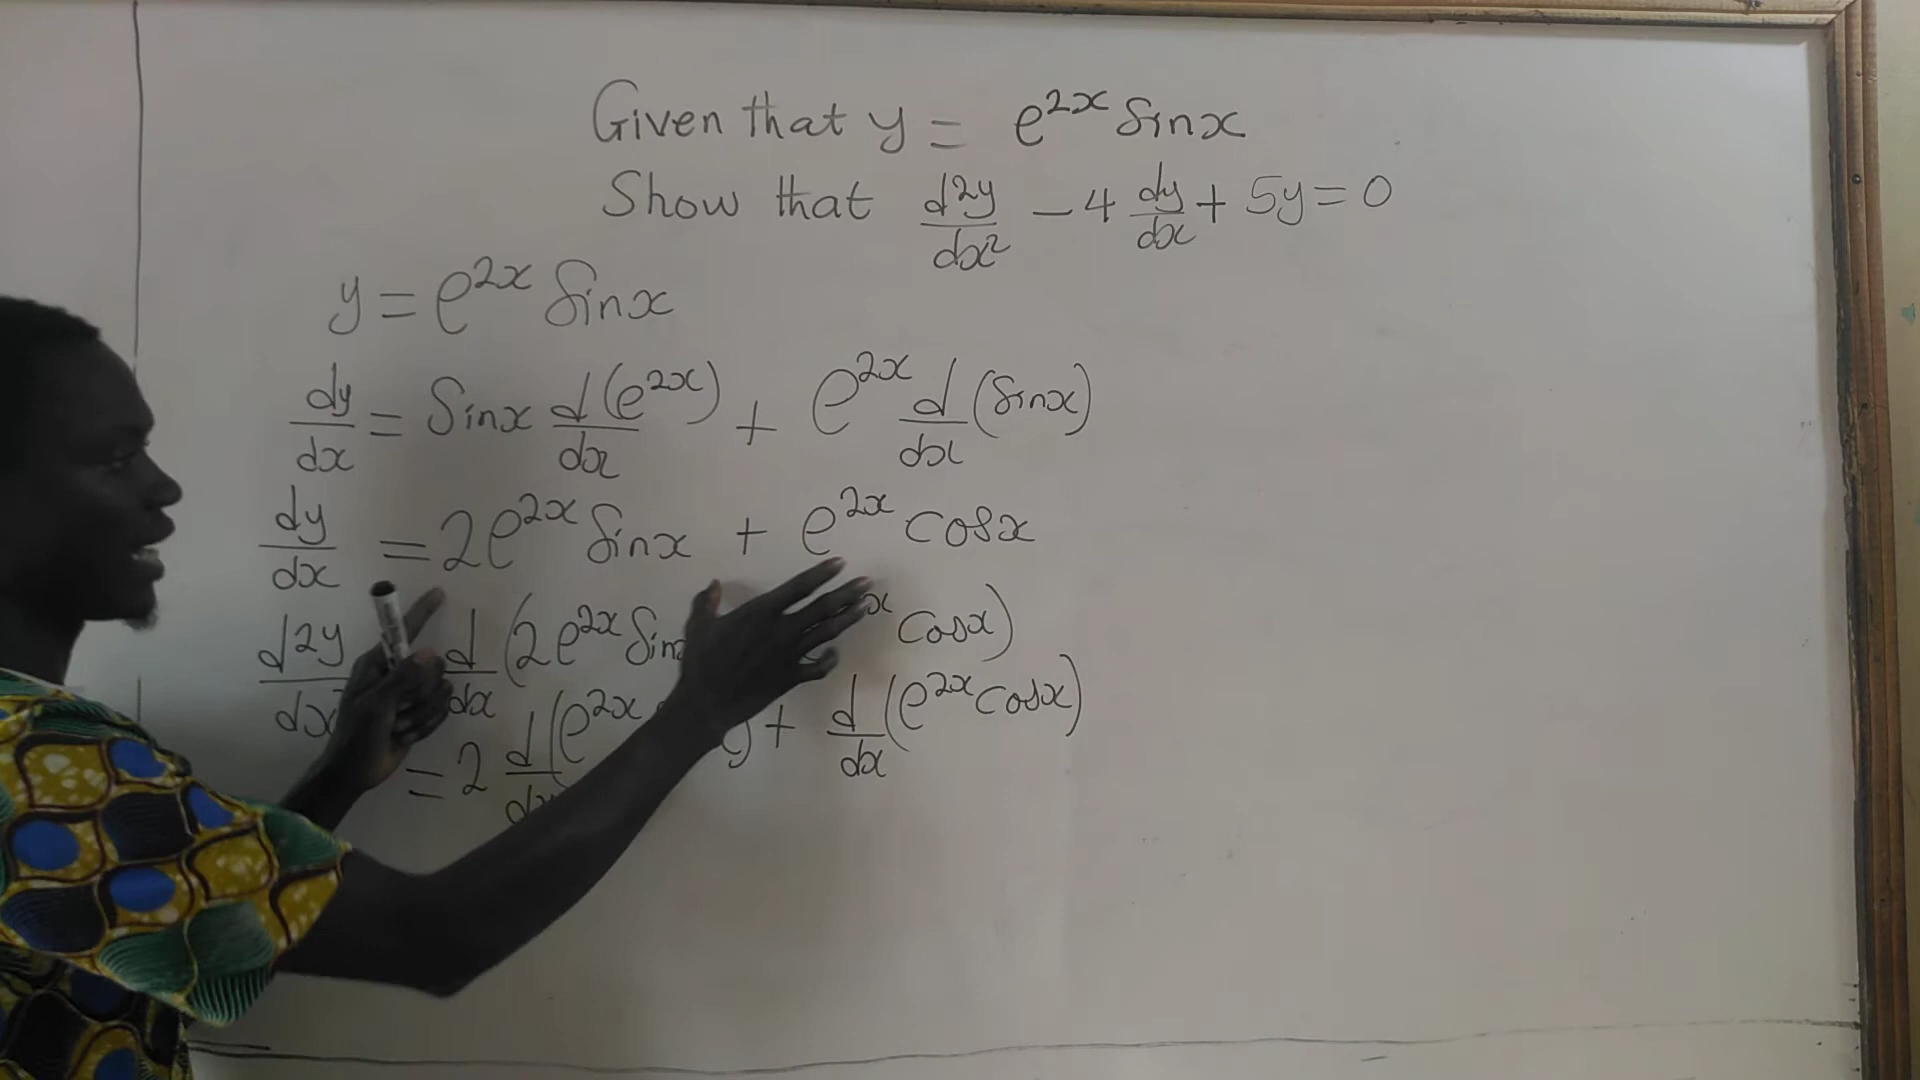 Given that y = e^2x Sinx
Show that d2y/dx² - 4 dy/dx + 5y = 0
y = e^2x Sinx
dy/dx = Sinx d(e^2x)/dx + e^2x d/dx (Sinx)
dy/dx = 2e^2x Sinx + e^2x Cosx
d2y/dx d/dx (2e^2x Sin x Cosx)
= 2 d/dx (e^2x ) + d/dx (e^2x Cosx)